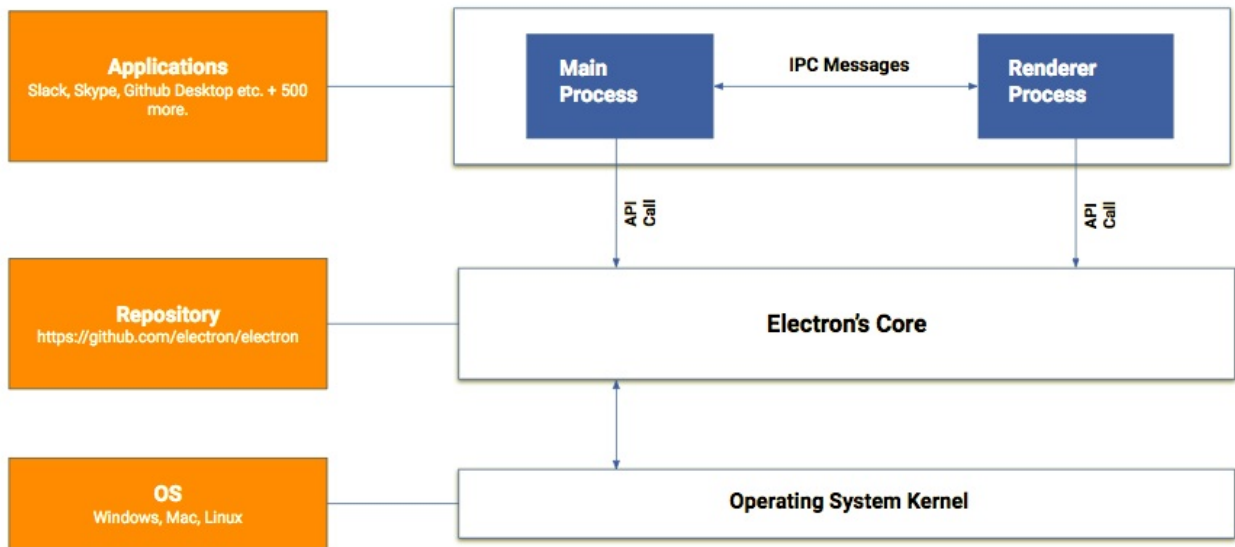 Applications
Slack, Skype, Github Desktop etc. + 500
more.
Main
Process
IPC Messages
Renderer
Process
API
Call
API
Call
Repository
https://github.com/electron/electron
Electron's Core
OS
Windows, Mac, Linux
Operating System Kernel